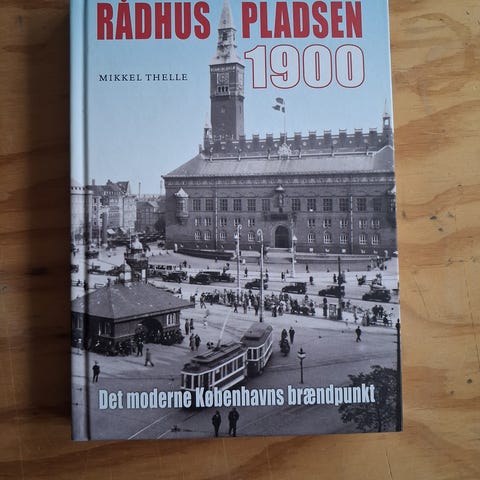 RÅDHUS PLADSEN
1900
MIKKEL THELLE
Det moderne Københavns brændpunkt